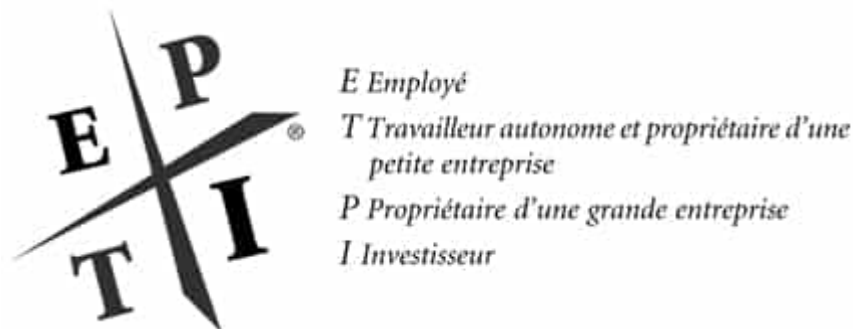 E P
T I ®
E Employé
T Travailleur autonome et propriétaire d'une
petite entreprise
P Propriétaire d'une grande entreprise
I Investisseur